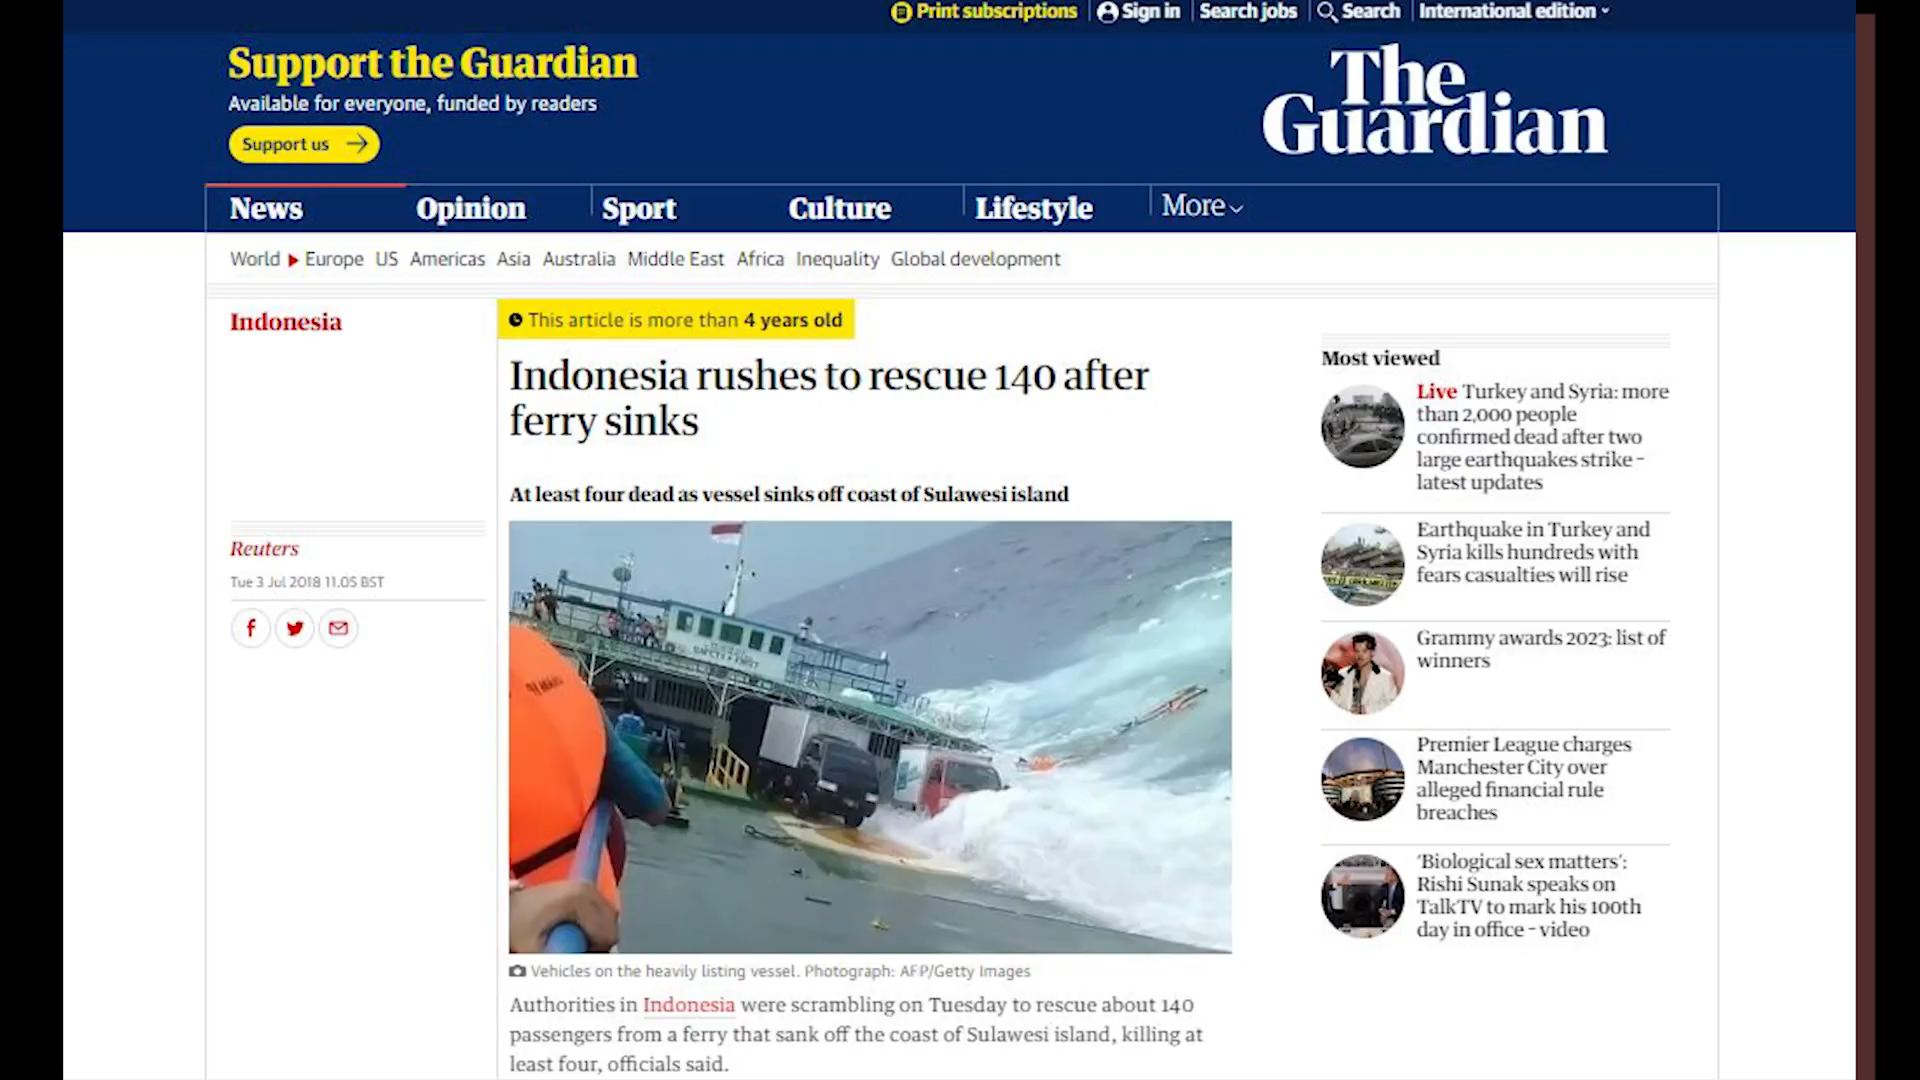 Print subscriptions
Sign in
Search jobs
Search
International edition
Support the Guardian
Available for everyone, funded by readers
Support us
The
Guardian
News
Opinion
Sport
Culture
Lifestyle
More
World
Europe
US
Americas
Asia
Australia
Middle East
Africa
Inequality
Global development
Indonesia
This article is more than 4 years old
Indonesia rushes to rescue 140 after
ferry sinks
At least four dead as vessel sinks off coast of Sulawesi island
Reuters
Tue 3 Jul 2018 11.05 BST
SAFETY FIRST
Vehicles on the heavily listing vessel. Photograph: AFP/Getty Images
Authorities in Indonesia were scrambling on Tuesday to rescue about 140
passengers from a ferry that sank off the coast of Sulawesi island, killing at
least four, officials said.
Most viewed
Live Turkey and Syria: more
than 2,000 people
confirmed dead after two
large earthquakes strike –
latest updates
Earthquake in Turkey and
Syria kills hundreds with
fears casualties will rise
Grammy awards 2023: list of
winners
Premier League charges
Manchester City over
alleged financial rule
breaches
‘Biological sex matters’:
Rishi Sunak speaks on
TalkTV to mark his 100th
day in office – video